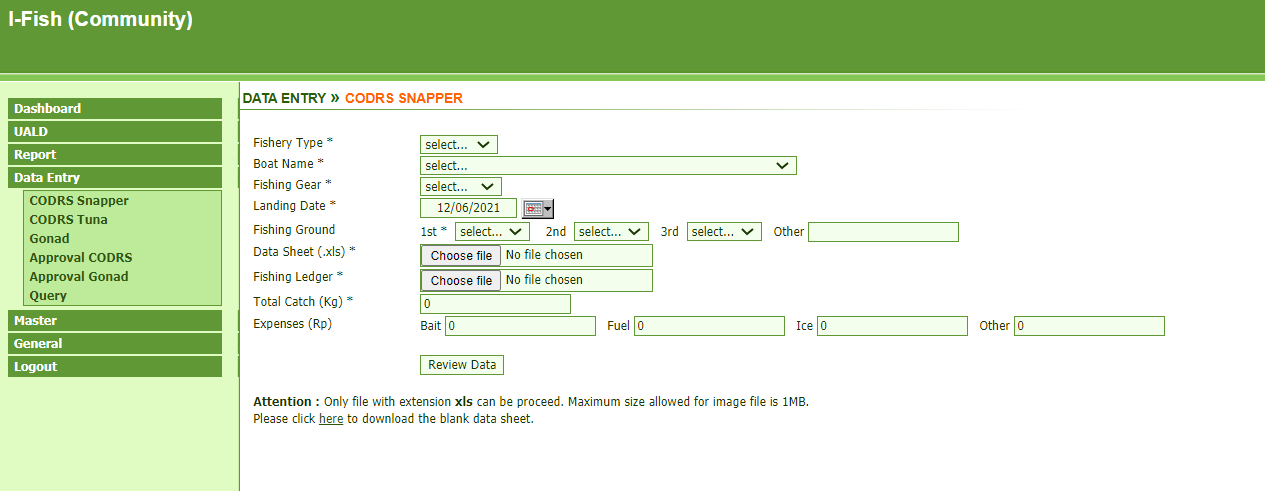 I-Fish (Community)
Dashboard
UALD
Report
Data Entry
CODRS Snapper
CODRS Tuna
Gonad
Approval CODRS
Approval Gonad
Query
Master
General
Logout
DATA ENTRY » CODRS SNAPPER
Fishery Type * select...
Boat Name * select...
Fishing Gear * select...
Landing Date * 12/06/2021
Fishing Ground 1st * select... 2nd select... 3rd select... Other
Data Sheet (.xls) * Choose file No file chosen
Fishing Ledger * Choose file No file chosen
Total Catch (Kg) * 0
Expenses (Rp) Bait 0 Fuel 0 Ice 0 Other 0
Review Data
Attention : Only file with extension xls can be proceed. Maximum size allowed for image file is 1MB.
Please click here to download the blank data sheet.